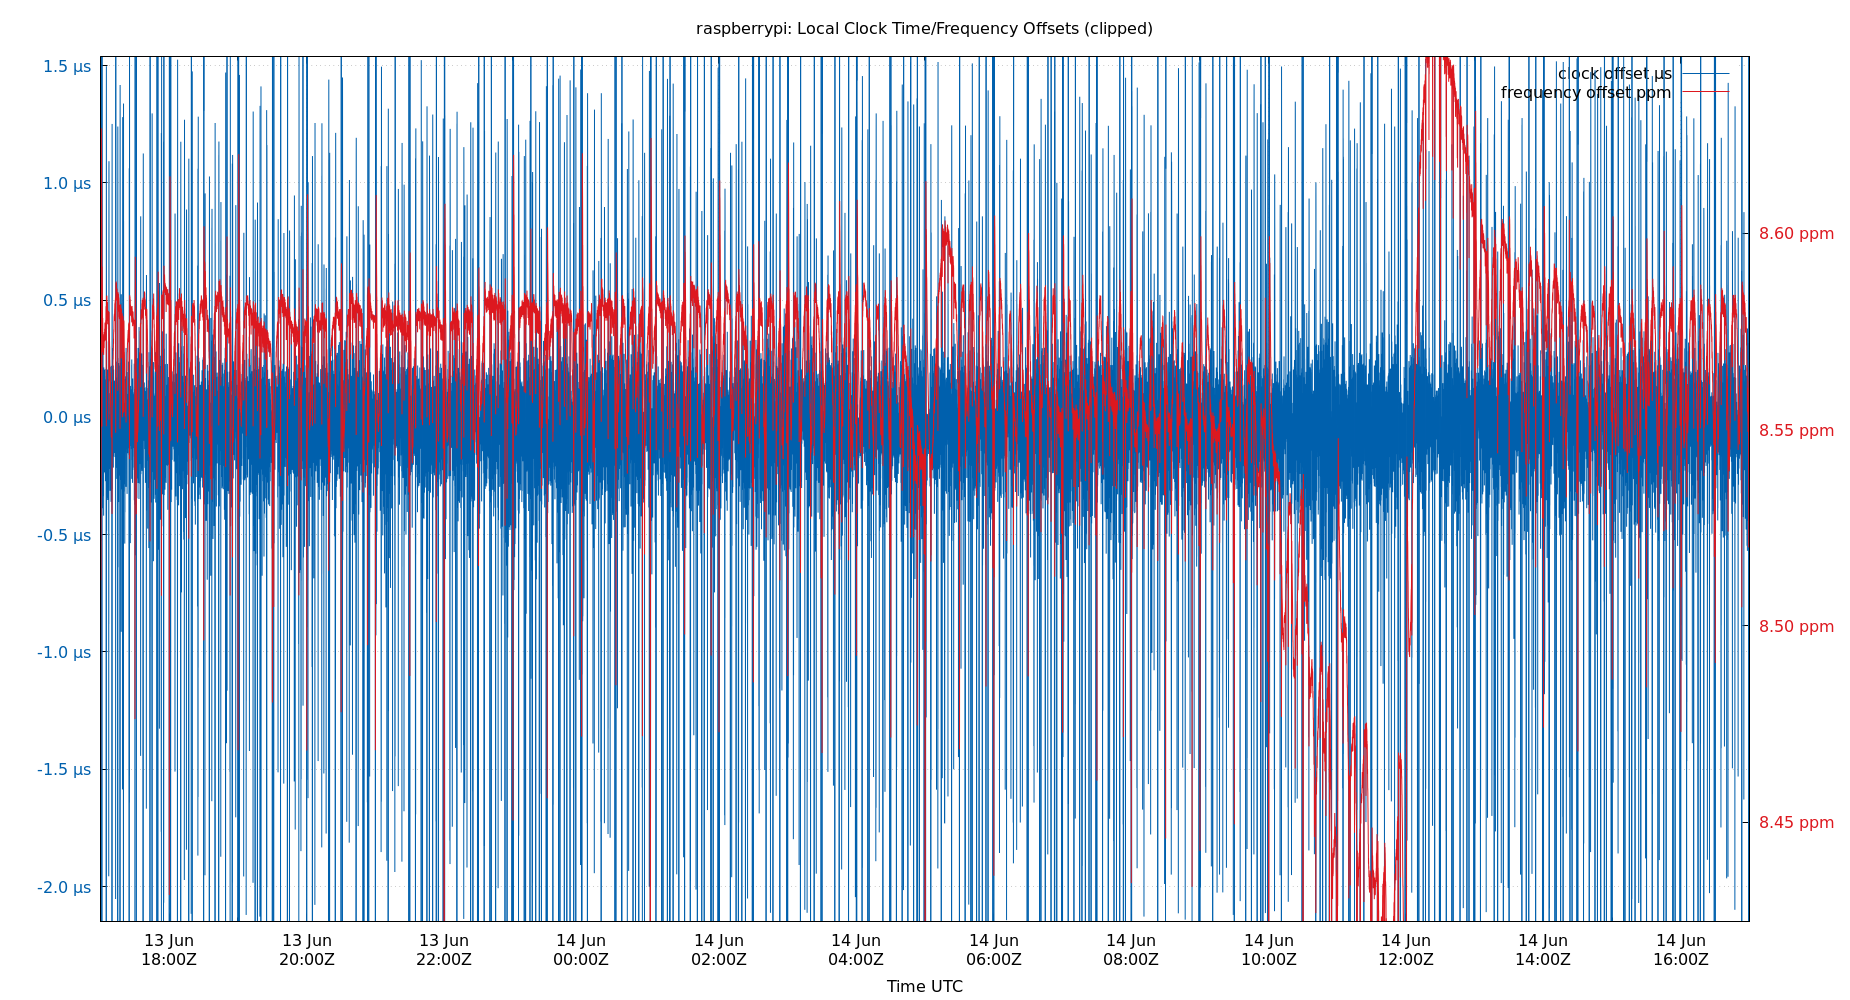 raspberrypi: Local Clock Time/Frequency Offsets (clipped)
clock offset µs
frequency offset ppm
1.5 µs
1.0 µs
0.5 µs
0.0 µs
-0.5 µs
-1.0 µs
-1.5 µs
-2.0 µs
8.60 ppm
8.55 ppm
8.50 ppm
8.45 ppm
13 Jun 13 Jun 13 Jun 14 Jun 14 Jun 14 Jun 14 Jun 14 Jun 14 Jun 14 Jun 14 Jun 14 Jun
18:00Z 20:00Z 22:00Z 00:00Z 02:00Z 04:00Z 06:00Z 08:00Z 10:00Z 12:00Z 14:00Z 16:00Z
Time UTC